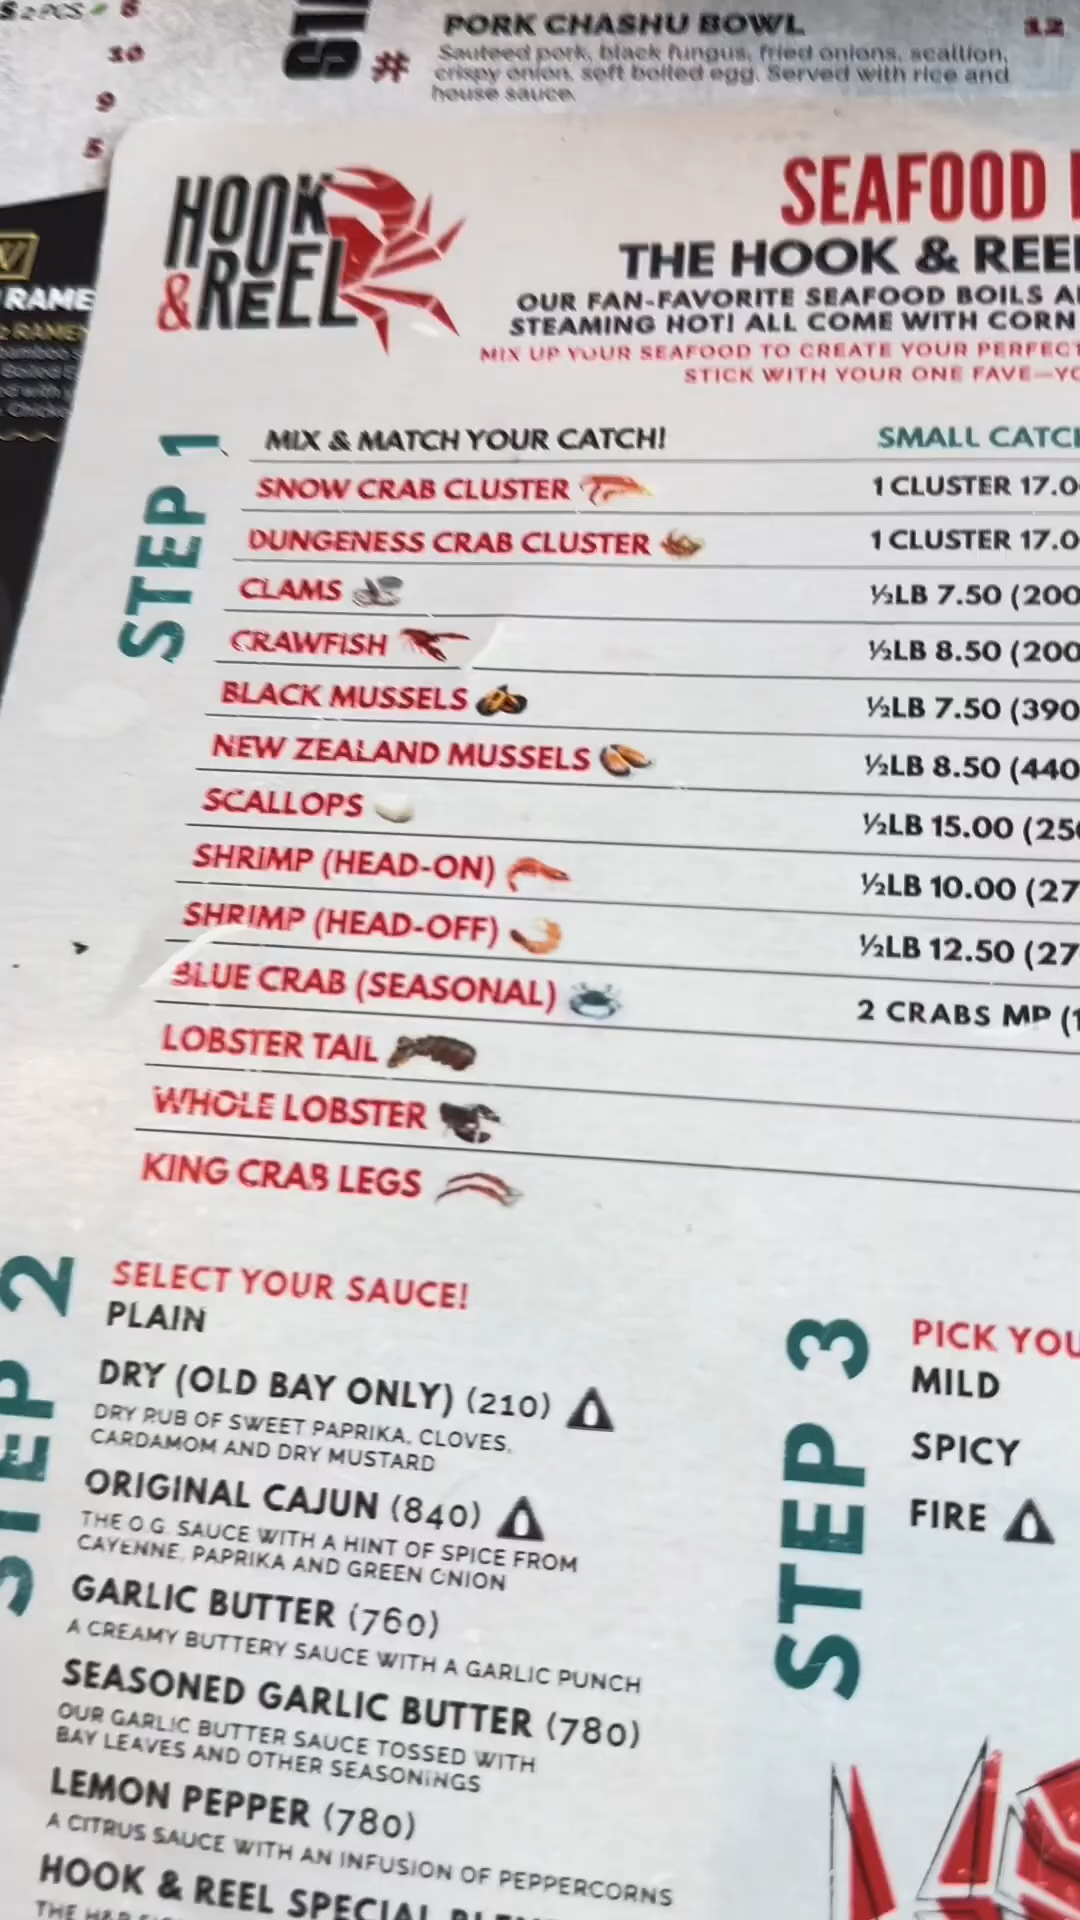 2 PCS 6
10
9
5
#
PORK CHASHU BOWL 12
Sauteed pork, black fungus, fried onions, scallion,
crispy onion, soft boiled egg. Served with rice and
house sauce.
HOOK
& REEL
SEAFOOD
THE HOOK & REEL
OUR FAN-FAVORITE SEAFOOD BOILS
STEAMING HOT! ALL COME WITH CORN
MIX UP YOUR SEAFOOD TO CREATE YOUR PERFECT
STICK WITH YOUR ONE FAVE—YO
RAME
STEP 1
MIX & MATCH YOUR CATCH! SMALL CATCH
SNOW CRAB CLUSTER 1 CLUSTER 17.0
DUNGENESS CRAB CLUSTER 1 CLUSTER 17.0
CLAMS ½LB 7.50 (200
CRAWFISH ½LB 8.50 (200
BLACK MUSSELS ½LB 7.50 (390
NEW ZEALAND MUSSELS ½LB 8.50 (440
SCALLOPS ½LB 15.00 (25
SHRIMP (HEAD-ON) ½LB 10.00 (27
SHRIMP (HEAD-OFF) ½LB 12.50 (27
BLUE CRAB (SEASONAL) 2 CRABS MP (1
LOBSTER TAIL
WHOLE LOBSTER
KING CRAB LEGS
STEP 2
SELECT YOUR SAUCE!
PLAIN
DRY (OLD BAY ONLY) (210)
DRY RUB OF SWEET PAPRIKA, CLOVES,
CARDAMOM AND DRY MUSTARD
ORIGINAL CAJUN (840)
THE O.G. SAUCE WITH A HINT OF SPICE FROM
CAYENNE, PAPRIKA AND GREEN ONION
GARLIC BUTTER (760)
A CREAMY BUTTERY SAUCE WITH A GARLIC PUNCH
SEASONED GARLIC BUTTER (780)
OUR GARLIC BUTTER SAUCE TOSSED WITH
BAY LEAVES AND OTHER SEASONINGS
LEMON PEPPER (780)
A CITRUS SAUCE WITH AN INFUSION OF PEPPERCORNS
HOOK & REEL SPECIAL
STEP 3
PICK YOU
MILD
SPICY
FIRE